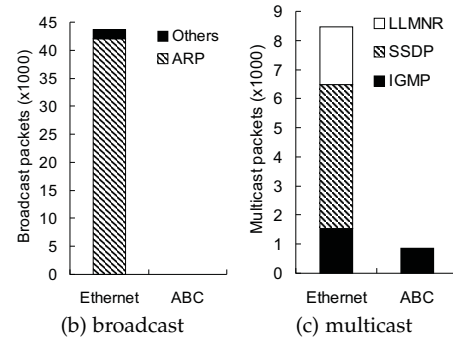 Broadcast packets (x1000)
45
40
35
30
25
20
15
10
5
0
Others
ARP
Ethernet ABC
(b) broadcast
Multicast packets (x1000)
9
8
7
6
5
4
3
2
1
0
LLMNR
SSDP
IGMP
Ethernet ABC
(c) multicast